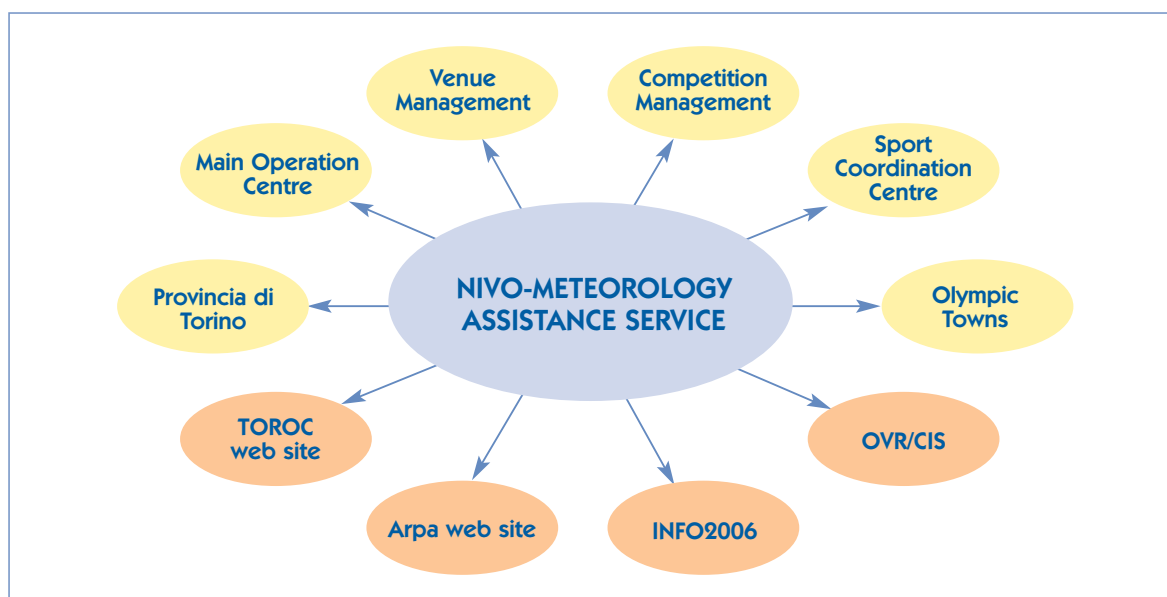 Venue
Management
Competition
Management
Main Operation
Centre
Sport
Coordination
Centre
NIVO-METEOROLOGY
ASSISTANCE SERVICE
Provincia di
Torino
Olympic
Towns
TOROC
web site
OVR/CIS
Arpa web site
INFO2006